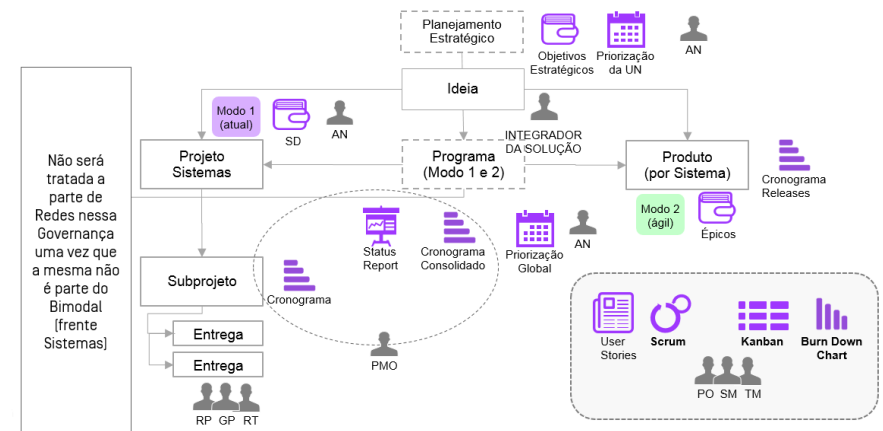 Planejamento
Estratégico
Objetivos
Estratégicos
Priorização
da UN
AN
Ideia
Modo 1
(atual)
SD
AN
INTEGRADOR
DA SOLUÇÃO
Não será
tratada a
parte de
Redes nessa
Governança
uma vez que
a mesma não
é parte do
Bimodal
[frente
Sistemas]
Projeto
Sistemas
Programa
(Modo 1 e 2)
Produto
(por Sistema)
Cronograma
Releases
Modo 2
(ágil)
Épicos
Status
Report
Cronograma
Consolidado
Priorização
Global
AN
Subprojeto
Cronograma
Entrega
Entrega
PMO
RP GP RT
User
Stories
Scrum
Kanban
Burn Down
Chart
PO SM TM